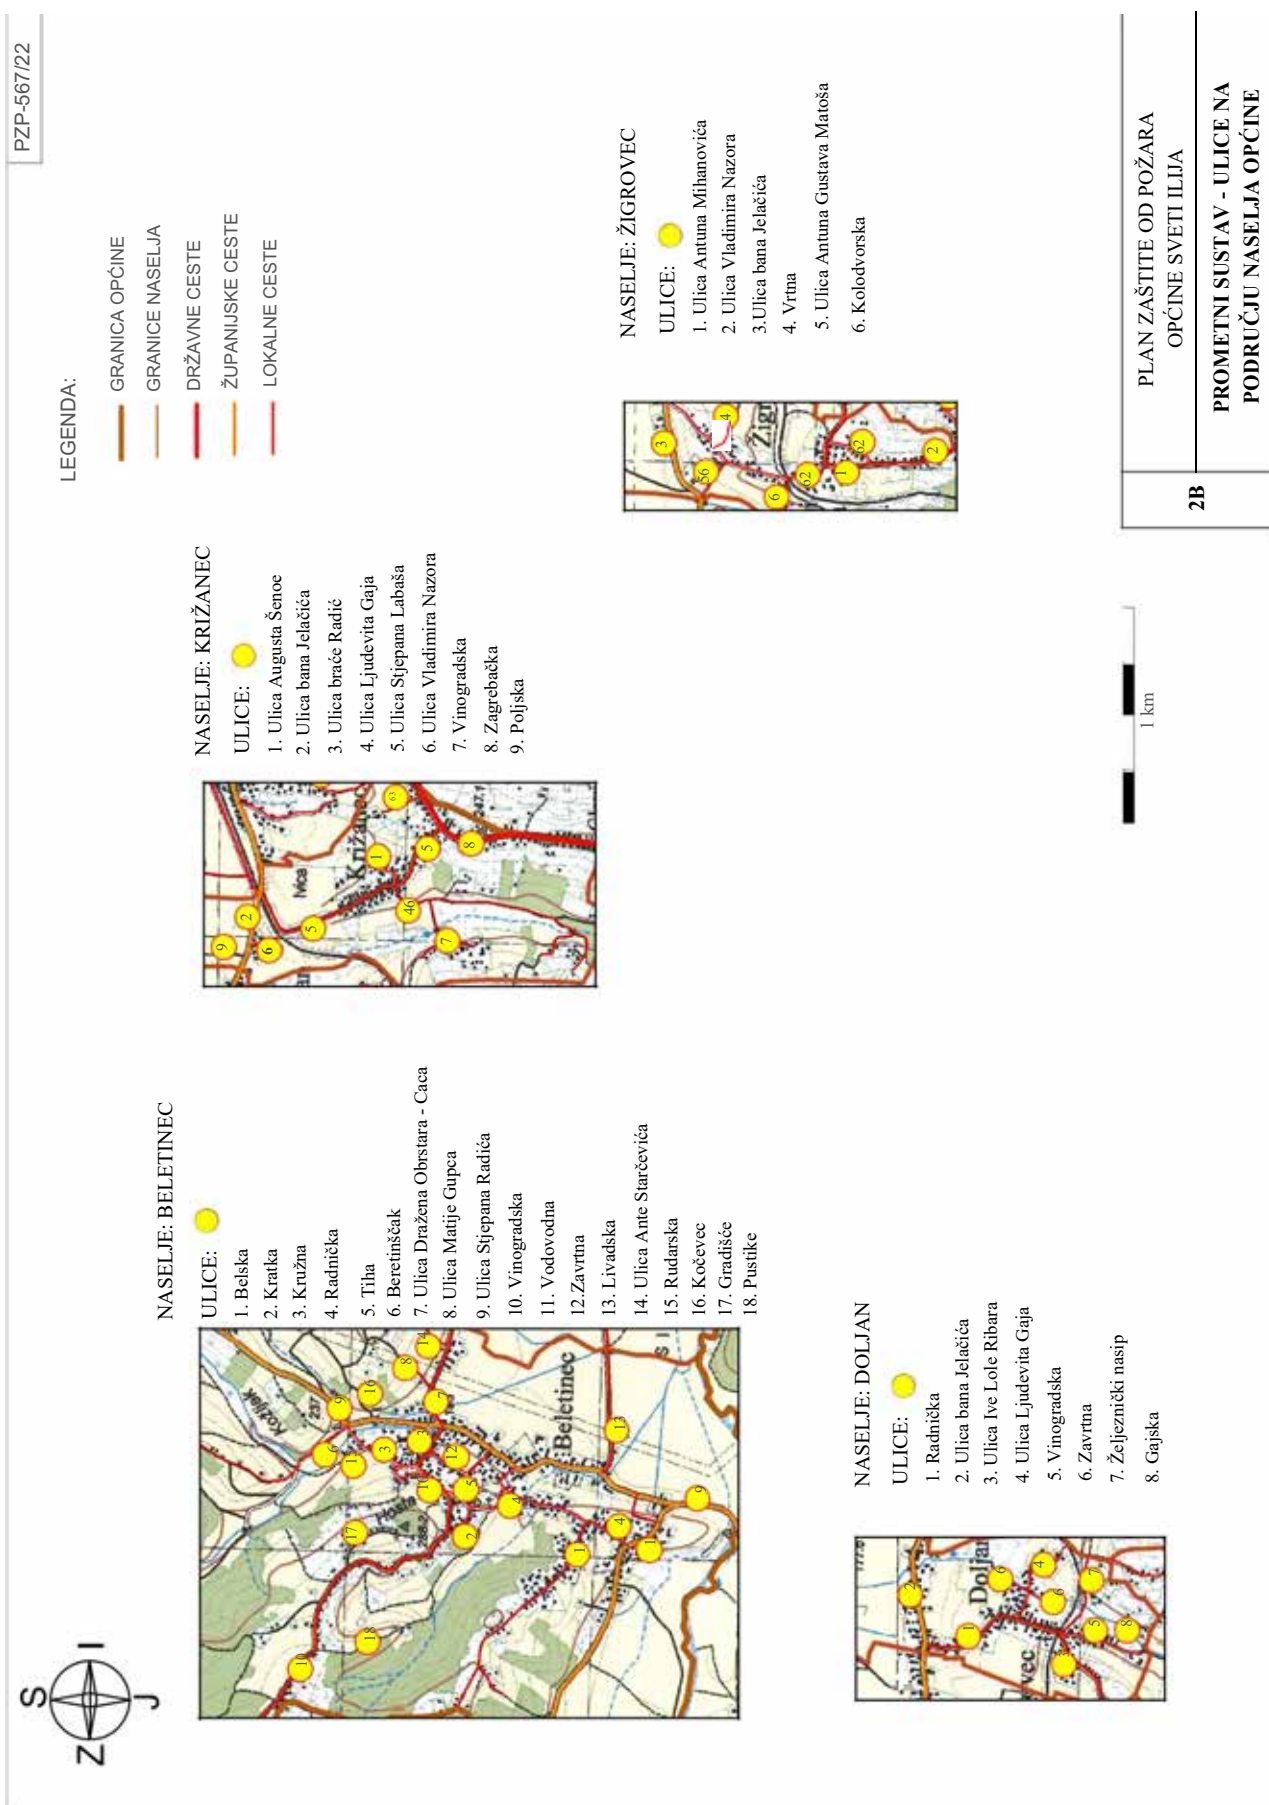 PZP-567/22
S
Z
I
J
LEGENDA:
GRANICA OPĆINE
GRANICE NASELJA
DRŽAVNE CESTE
ŽUPANIJSKE CESTE
LOKALNE CESTE
NASELJE: BELETINEC
ULICE:
1. Belska
2. Kratka
3. Kružna
4. Radnička
5. Tiha
6. Beretinščak
7. Ulica Dražena Obrstara - Caca
8. Ulica Matije Gupca
9. Ulica Stjepana Radića
10. Vinogradska
11. Vodovodna
12.Zavrtna
13. Livadska
14. Ulica Ante Starčevića
15. Rudarska
16. Kočevec
17. Gradišće
18. Pustike
Beletinec
NASELJE: KRIŽANEC
ULICE:
1. Ulica Augusta Šenoe
2. Ulica bana Jelačića
3. Ulica braće Radić
4. Ulica Ljudevita Gaja
5. Ulica Stjepana Labaša
6. Ulica Vladimira Nazora
7. Vinogradska
8. Zagrebačka
9. Poljska
Križanec
NASELJE: DOLJAN
ULICE:
1. Radnička
2. Ulica bana Jelačića
3. Ulica Ive Lole Ribara
4. Ulica Ljudevita Gaja
5. Vinogradska
6. Zavrtna
7. Željeznički nasip
8. Gajska
Doljan
NASELJE: ŽIGROVEC
ULICE:
1. Ulica Antuna Mihanovića
2. Ulica Vladimira Nazora
3.Ulica bana Jelačića
4. Vrtna
5. Ulica Antuna Gustava Matoša
6. Kolodvorska
Žigr
1 km
2B
PLAN ZAŠTITE OD POŽARA
OPĆINE SVETI ILIJA
PROMETNI SUSTAV - ULICE NA
PODRUČJU NASELJA OPĆINE